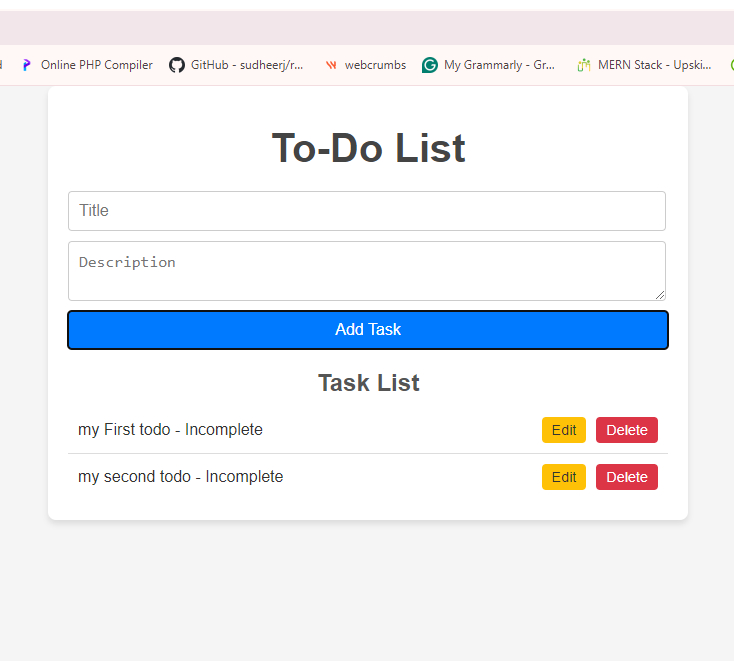 Online PHP Compiler GitHub - sudheerj/r... webcrumbs My Grammarly - Gr... MERN Stack - Upski...
To-Do List
Title
Description
Add Task
Task List
my First todo - Incomplete Edit Delete
my second todo - Incomplete Edit Delete